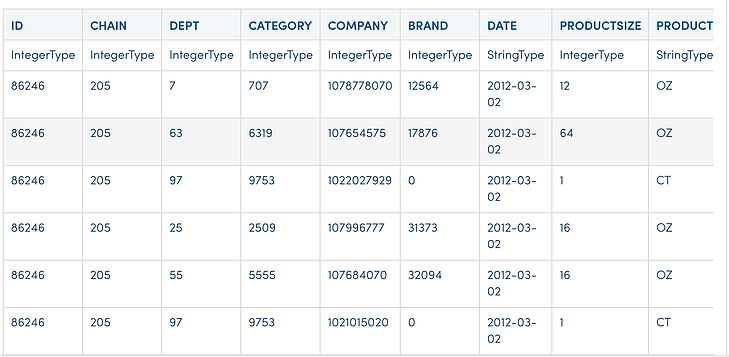 ID CHAIN DEPT CATEGORY COMPANY BRAND DATE PRODUCTSIZE PRODUCT
IntegerType IntegerType IntegerType IntegerType IntegerType IntegerType StringType IntegerType StringType
86246 205 7 707 1078778070 12564 2012-03- 12 OZ
02
86246 205 63 6319 107654575 17876 2012-03- 64 OZ
02
86246 205 97 9753 1022027929 0 2012-03- 1 CT
02
86246 205 25 2509 107996777 31373 2012-03- 16 OZ
02
86246 205 55 5555 107684070 32094 2012-03- 16 OZ
02
86246 205 97 9753 1021015020 0 2012-03- 1 CT
02